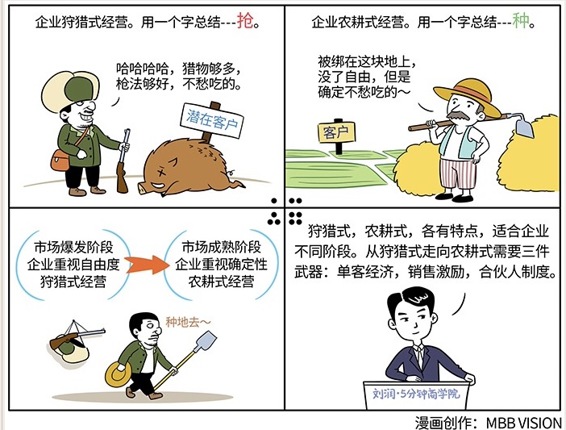 企业狩猎式经营。用一个字总结---抢。
哈哈哈哈，猎物够多，
枪法够好，不愁吃的。
潜在客户
企业农耕式经营。用一个字总结---种。
被绑在这块地上，
没了自由，但是
确定不愁吃的～
客户
市场爆发阶段
企业重视自由度
狩猎式经营
市场成熟阶段
企业重视确定性
农耕式经营
种地去～
狩猎式，农耕式，各有特点，适合企业
不同阶段。从狩猎式走向农耕式需要三件
武器：单客经济，销售激励，合伙人制度。
刘润·5分钟商学院
漫画创作：MBB VISION